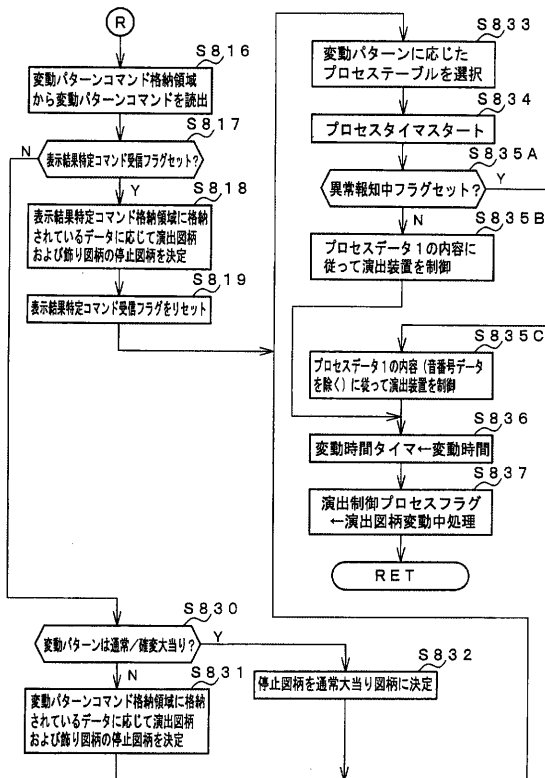 R
S816
変動パターンコマンド格納領域
から変動パターンコマンドを読出
S817
N
表示結果特定コマンド受信フラグセット？
Y
S818
表示結果特定コマンド格納領域に格納
されているデータに応じて演出図柄
および飾り図柄の停止図柄を決定
S819
表示結果特定コマンド受信フラグをリセット
S830
変動パターンは通常／確変大当り？
Y
N
S831
変動パターンコマンド格納領域に格納
されているデータに応じて演出図柄
および飾り図柄の停止図柄を決定
S832
停止図柄を通常大当り図柄に決定
S833
変動パターンに応じた
プロセステーブルを選択
S834
プロセスタイマスタート
S835A
異常報知中フラグセット？
Y
N
S835B
プロセスデータ1の内容に
従って演出装置を制御
S835C
プロセスデータ1の内容（音番号データ
を除く）に従って演出装置を制御
S836
変動時間タイマ←変動時間
S837
演出制御プロセスフラグ
←演出図柄変動中処理
RET